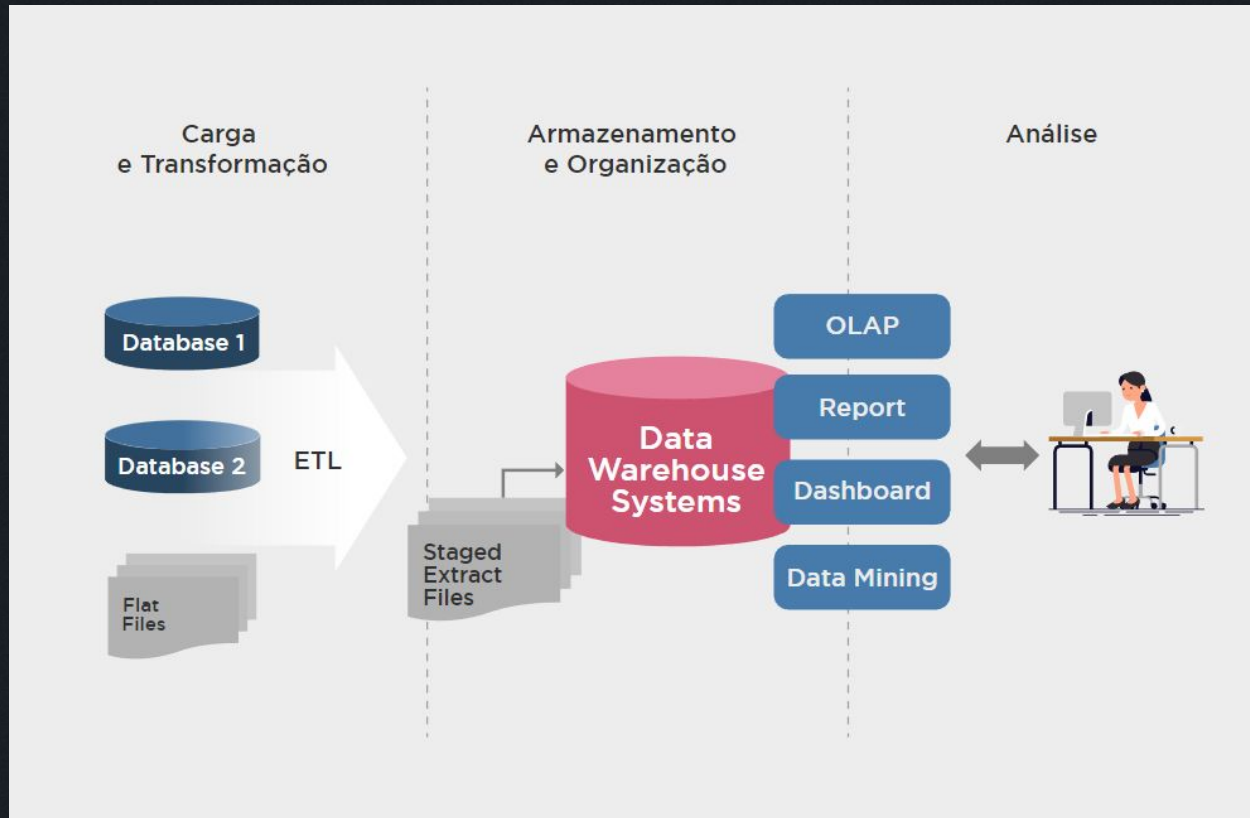 Carga
e Transformação
Armazenamento
e Organização
Análise
Database 1
Database 2
ETL
Flat
Files
Staged
Extract
Files
Data
Warehouse
Systems
OLAP
Report
Dashboard
Data Mining